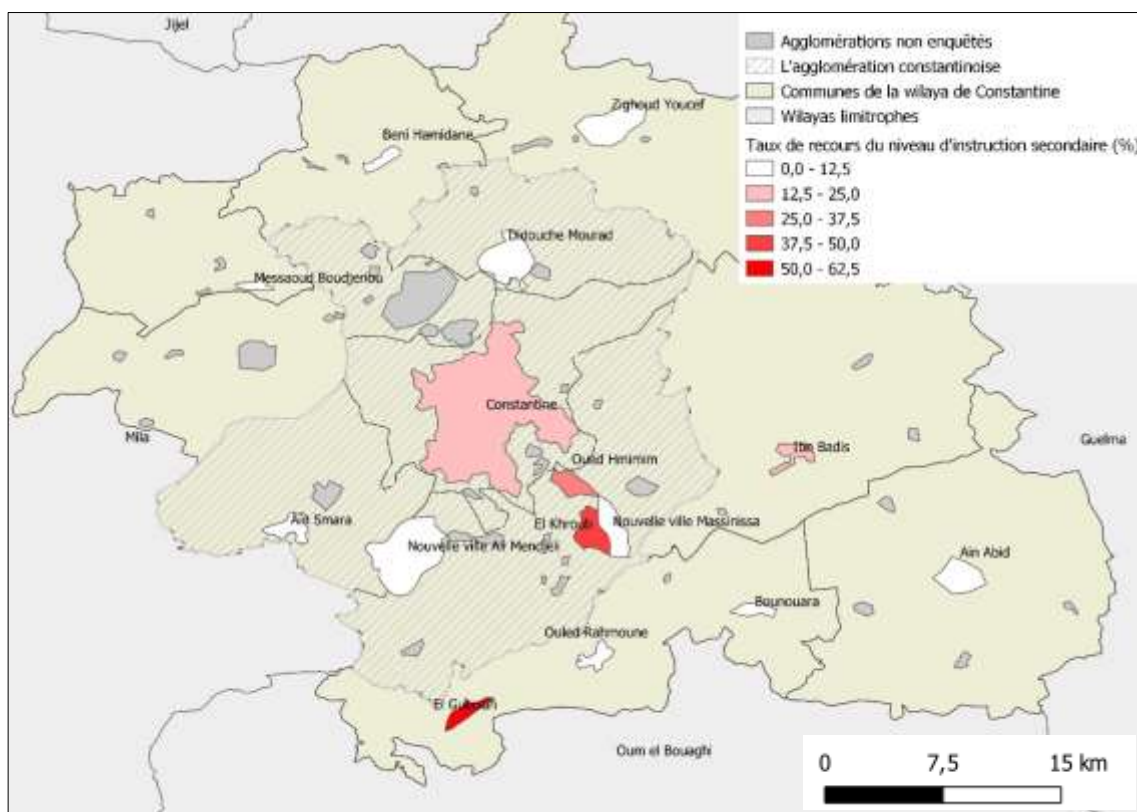 Jijel
Agglomérations non enquêtés
L'agglomération constantinoise
Communes de la wilaya de Constantine
Wilayas limitrophes
Taux de recours du niveau d'instruction secondaire (%)
0,0 - 12,5
12,5 - 25,0
25,0 - 37,5
37,5 - 50,0
50,0 - 62,5
Zighoud Youcef
Beni Hamidane
Didouche Mourad
Messaoud Boudjeriou
Constantine
Mila
Guelma
Ibn Badis
Oued Hmimim
Ain Smara
El Khroub
Nouvelle ville Massinissa
Nouvelle ville Ali Mendjeli
Ain Abid
Bounouara
Ouled Rahmoune
El Guerrah
Oum el Bouaghi
0 7,5 15 km